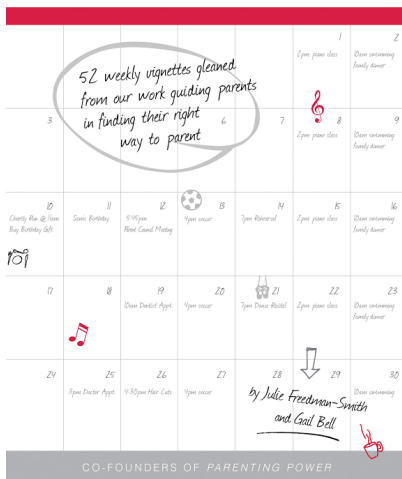 1
2
2pm piano class
10am swimming
family dinner
52 weekly vignettes gleaned
from our work guiding parents
in finding their right
way to parent
3
6
7
8
9
2pm piano class
10am swimming
family dinner
10
11
12
13
14
15
16
Charity Run @ 11am
Buy Birthday Gift
Sam's Birthday
5:45pm
Parent Council Meeting
4pm soccer
7pm Rehearsal
2pm piano class
10am swimming
family dinner
17
18
19
20
21
22
23
10am Dentist Appt.
4pm soccer
7pm Dance Recital
2pm piano class
10am swimming
family dinner
24
25
26
27
28
29
30
3pm Doctor Appt.
4:30pm Hair Cuts
4pm soccer
10am swimming
by Julie Freedman-Smith
and Gail Bell
CO-FOUNDERS OF PARENTING POWER